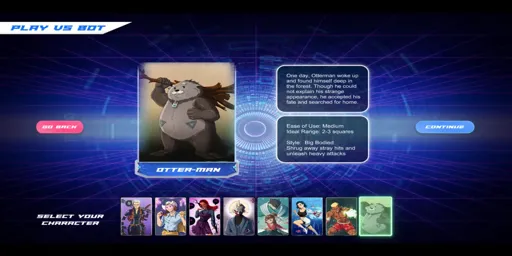 PLAY VS BOT
One day, Otterman woke up
and found himself deep in
the forest. Though he could
not explain his strange
appearance, he accepted his
fate and searched for home.
GO BACK
Ease of Use: Medium
Ideal Range: 2-3 squares
Style: Big Bodied
Shrug away stray hits and
unleash heavy attacks
CONTINUE
OTTER-MAN
SELECT YOUR
CHARACTER